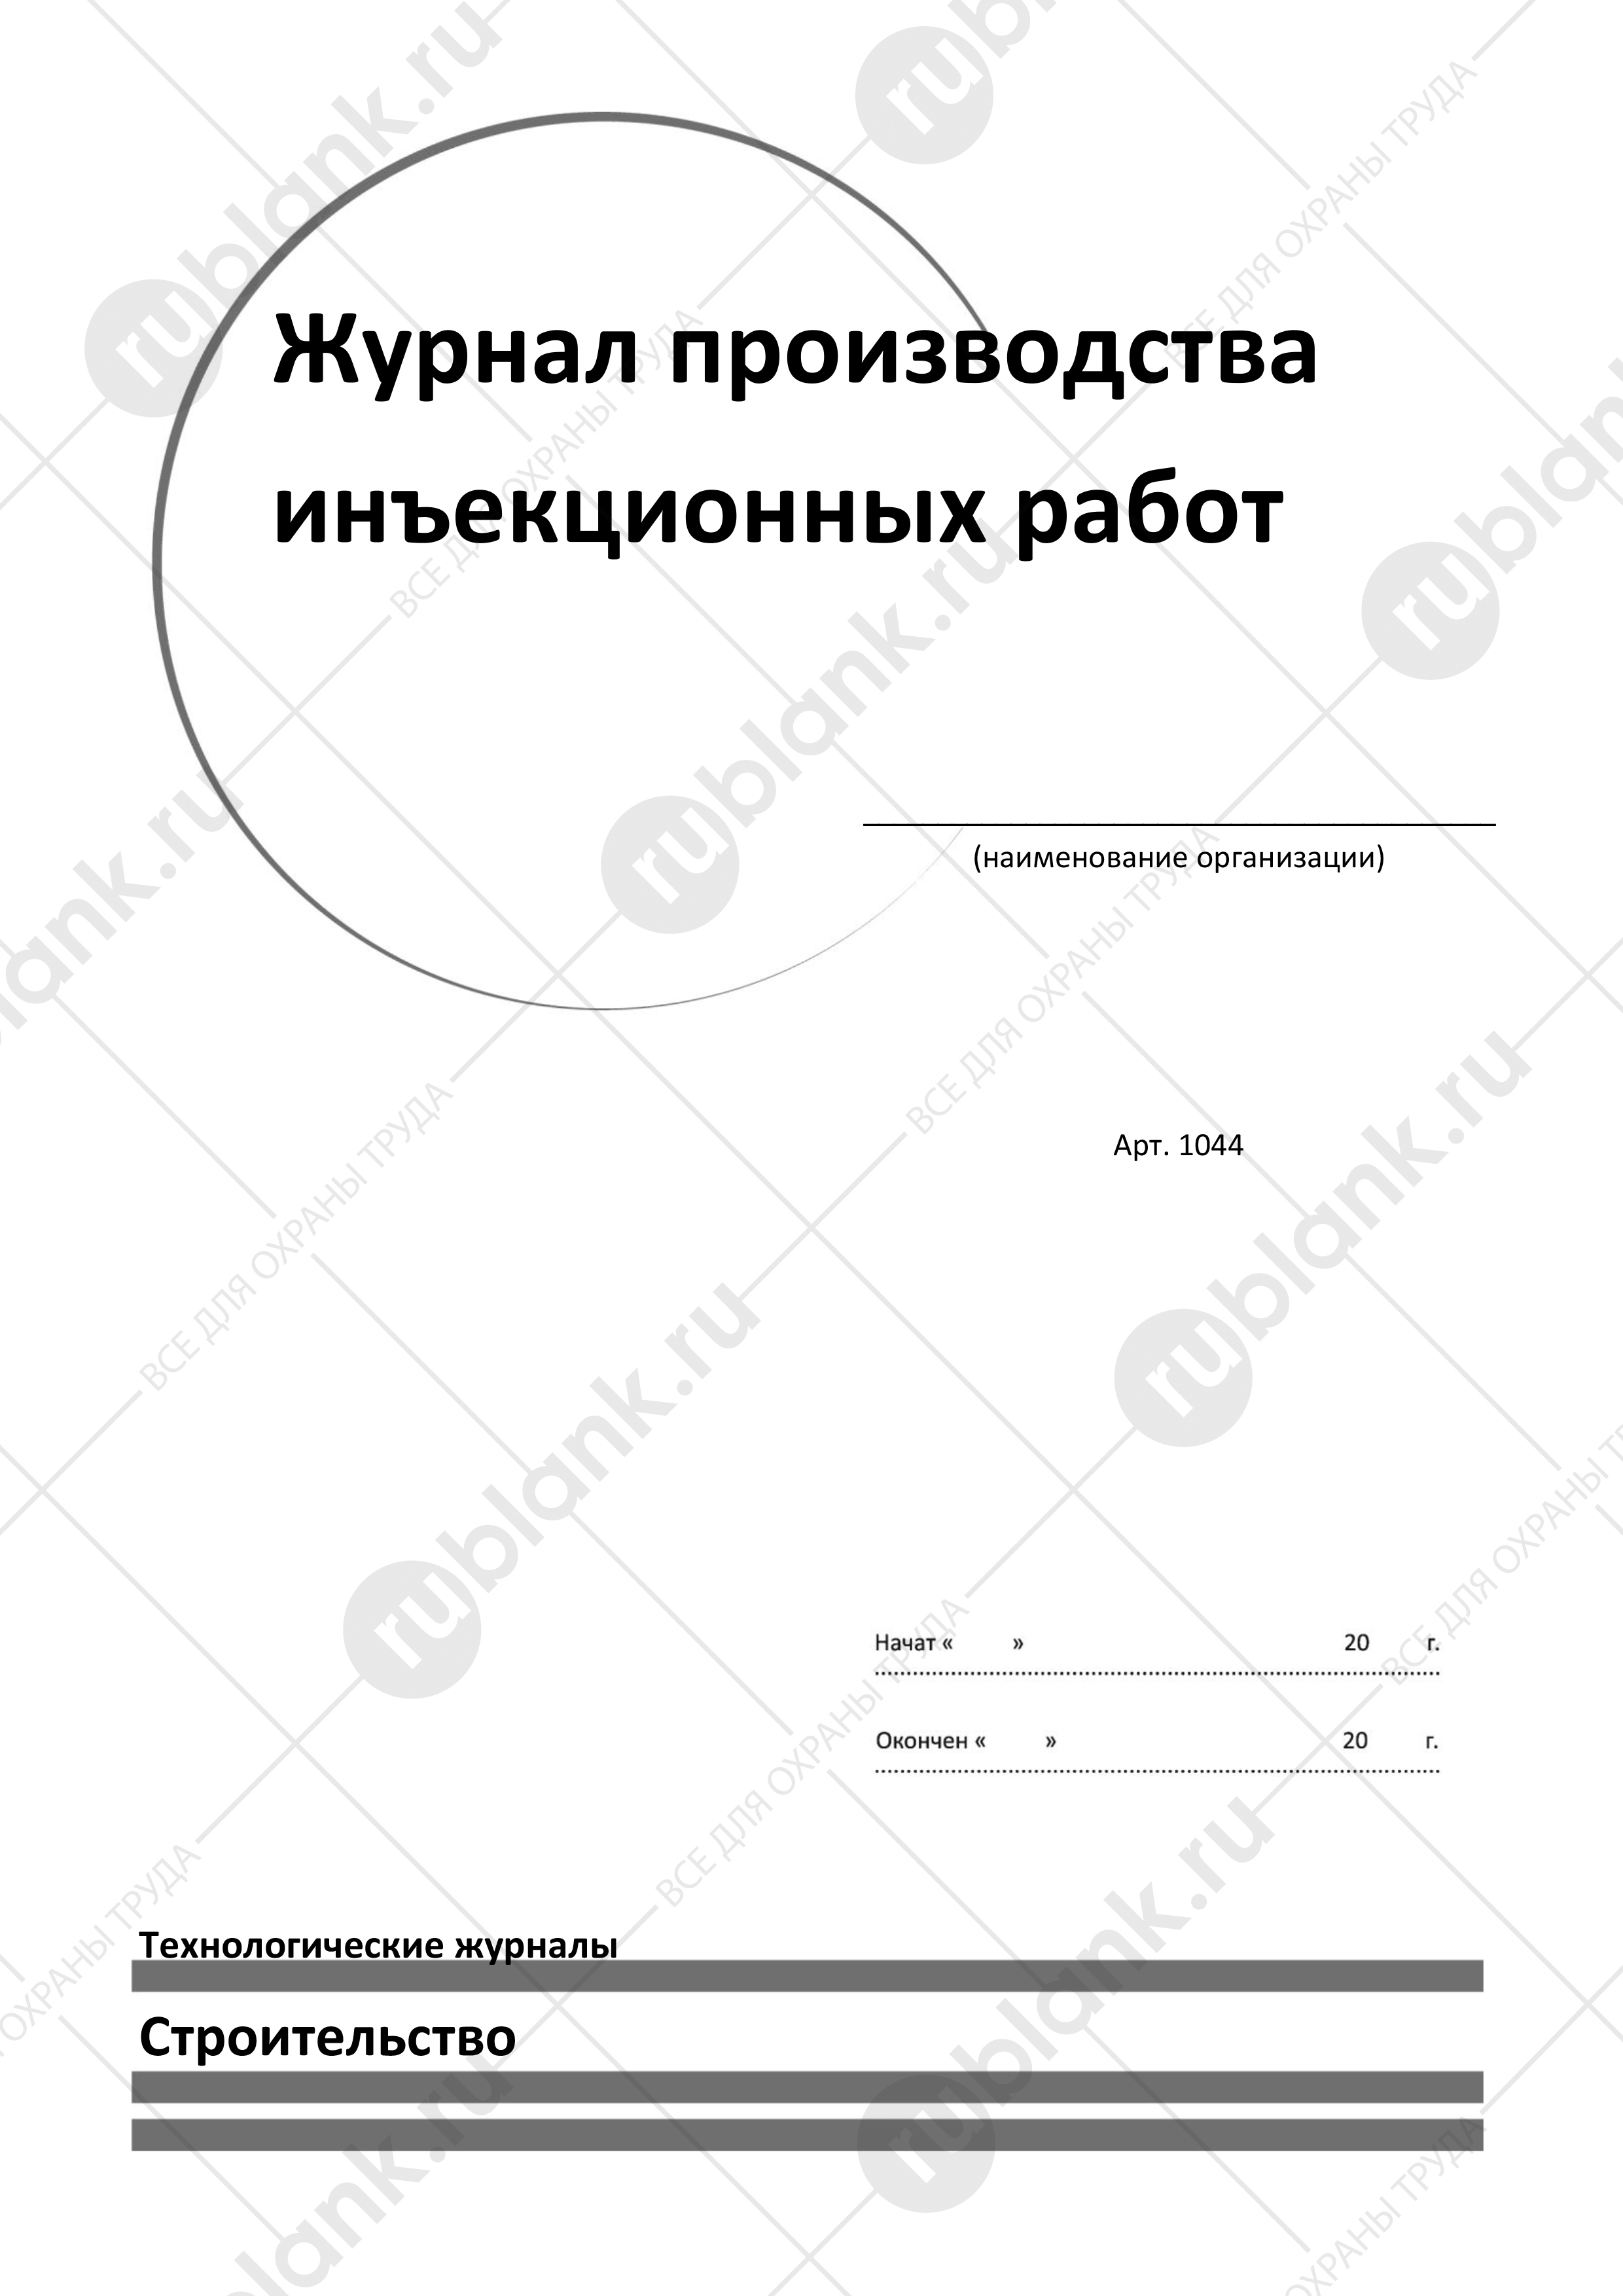 Журнал производства
инъекционных работ
(наименование организации)
Арт. 1044
Начат « » 20 г.
Окончен « » 20 г.
Технологические журналы
Строительство
rublank.ru
ВСЕ ДЛЯ ОХРАНЫ ТРУДА